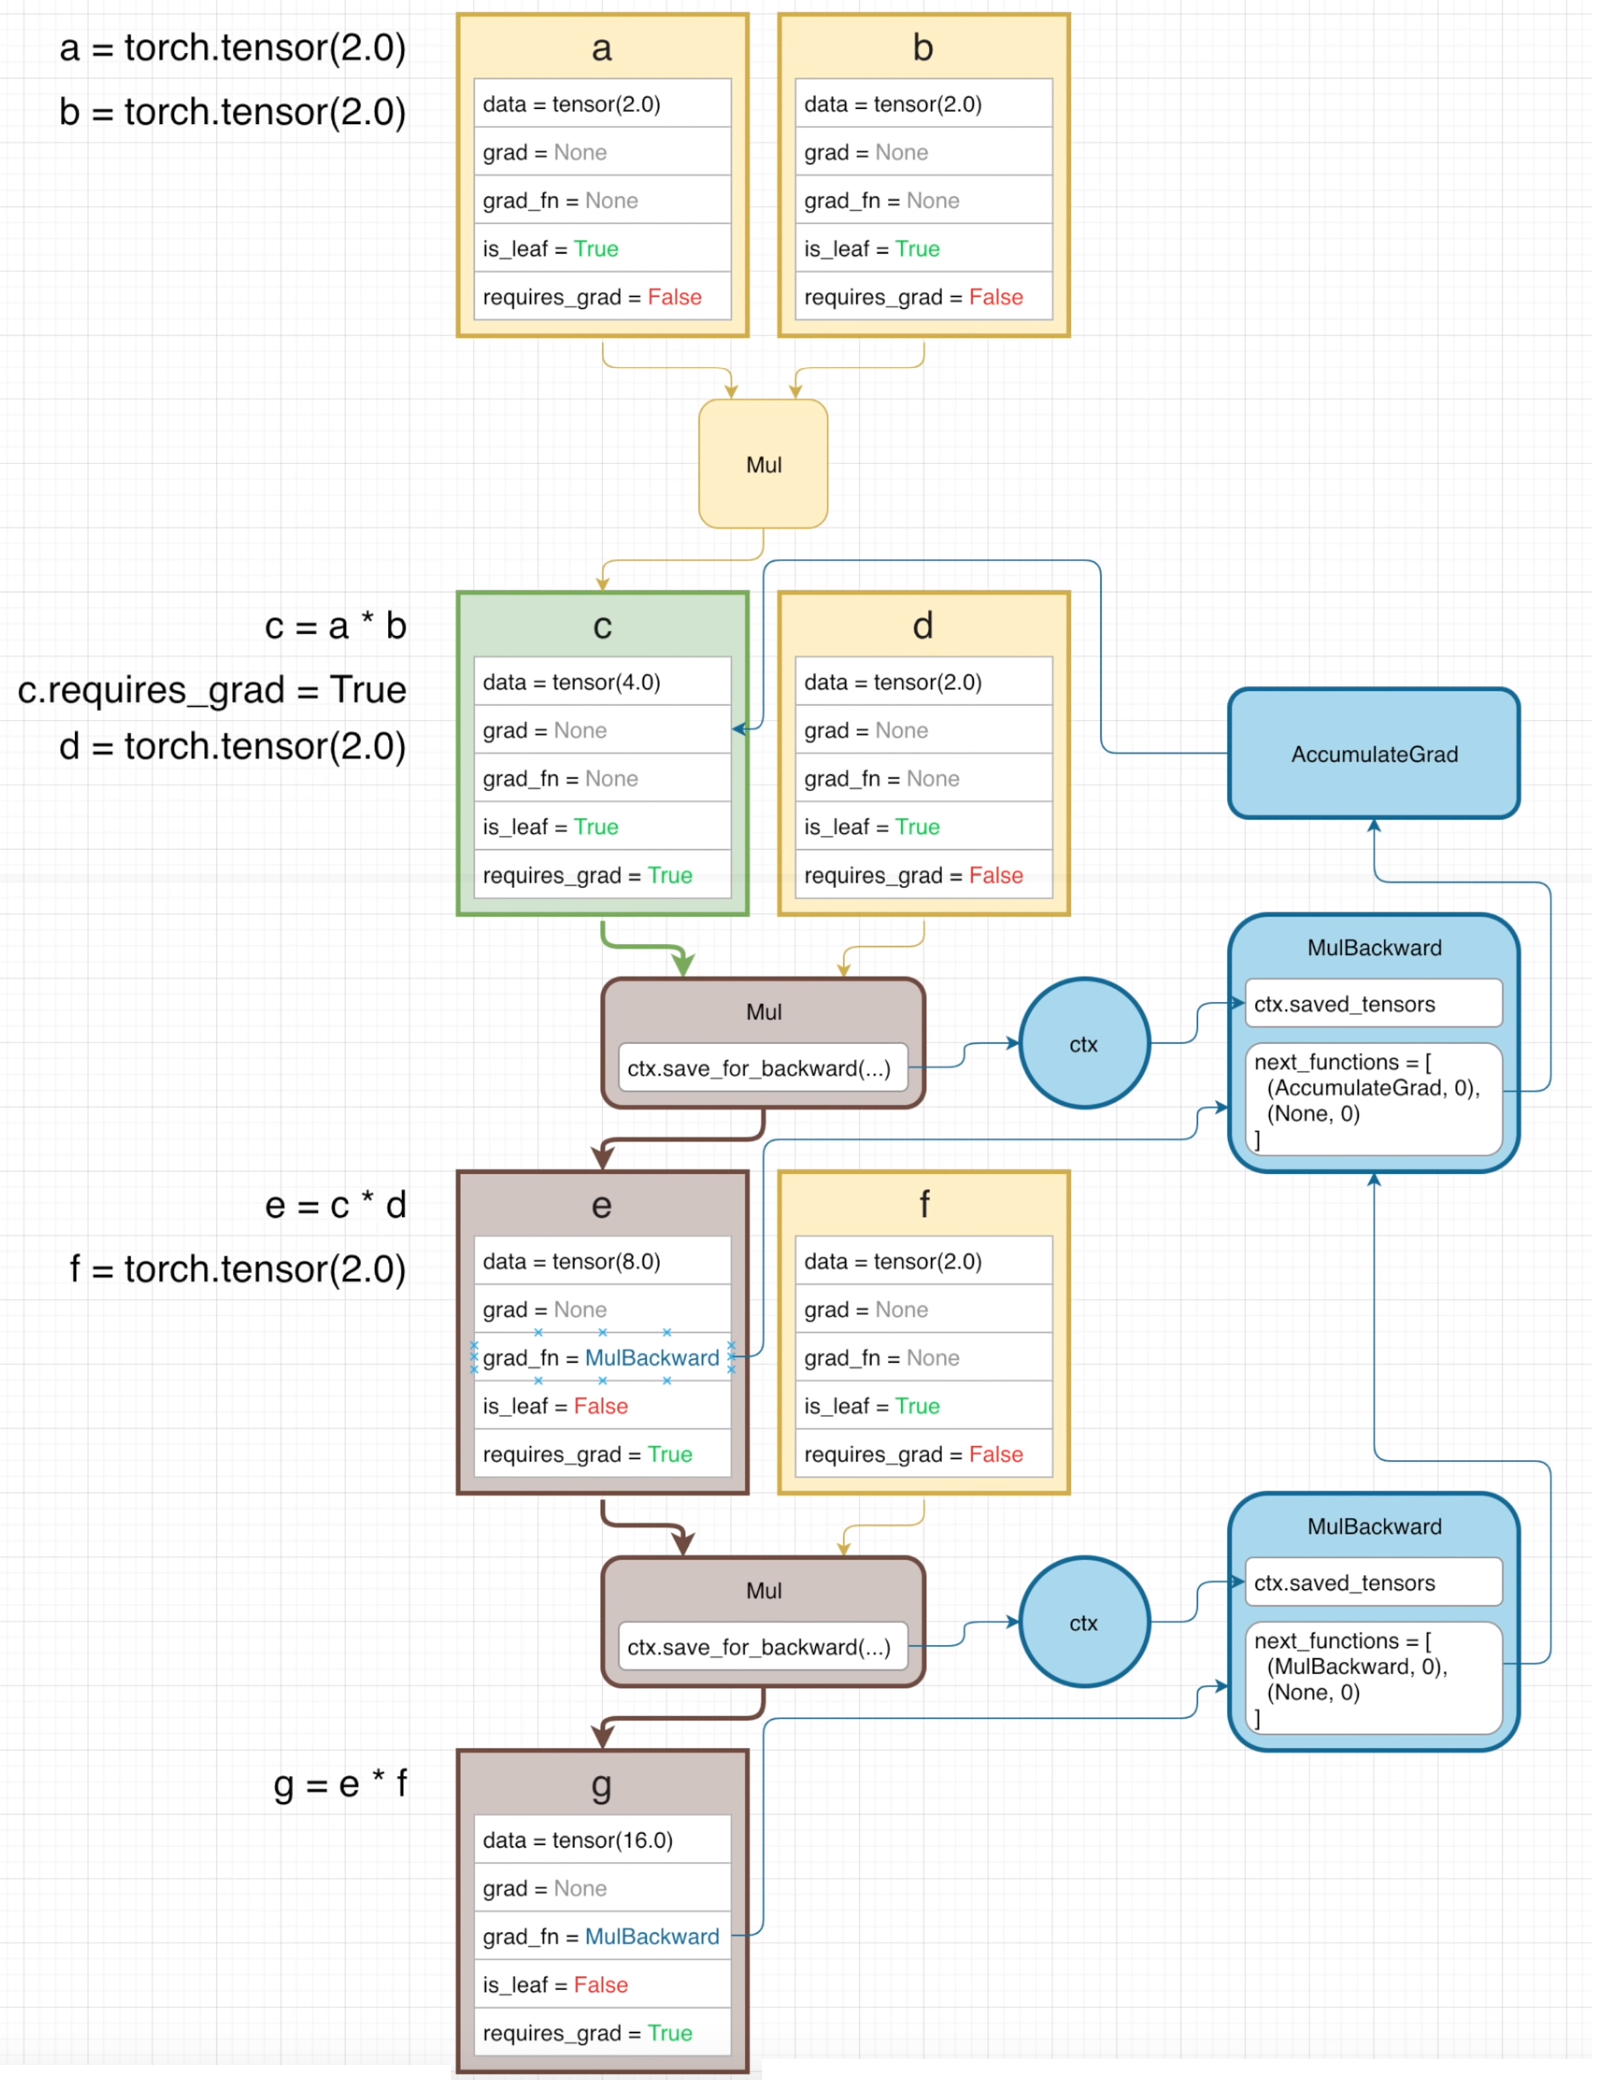 a = torch.tensor(2.0)
b = torch.tensor(2.0)
a
data = tensor(2.0)
grad = None
grad_fn = None
is_leaf = True
requires_grad = False
b
data = tensor(2.0)
grad = None
grad_fn = None
is_leaf = True
requires_grad = False
Mul
c = a * b
c.requires_grad = True
d = torch.tensor(2.0)
c
data = tensor(4.0)
grad = None
grad_fn = None
is_leaf = True
requires_grad = True
d
data = tensor(2.0)
grad = None
grad_fn = None
is_leaf = True
requires_grad = False
AccumulateGrad
Mul
ctx.save_for_backward(...)
ctx
MulBackward
ctx.saved_tensors
next_functions = [
(AccumulateGrad, 0),
(None, 0)
]
e = c * d
f = torch.tensor(2.0)
e
data = tensor(8.0)
grad = None
grad_fn = MulBackward
is_leaf = False
requires_grad = True
f
data = tensor(2.0)
grad = None
grad_fn = None
is_leaf = True
requires_grad = False
Mul
ctx.save_for_backward(...)
ctx
MulBackward
ctx.saved_tensors
next_functions = [
(MulBackward, 0),
(None, 0)
]
g = e * f
g
data = tensor(16.0)
grad = None
grad_fn = MulBackward
is_leaf = False
requires_grad = True